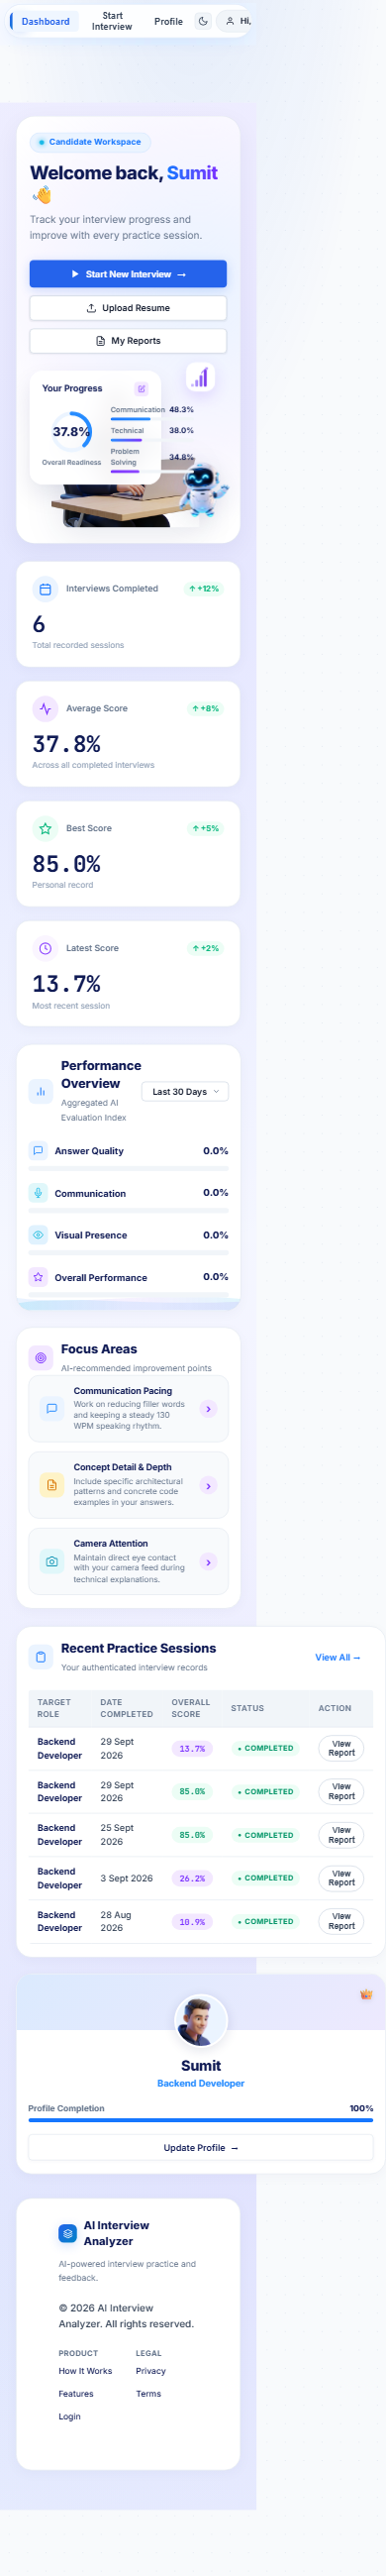 Dashboard
Start
Interview
Profile
Hi,
Candidate Workspace
Welcome back, Sumit
👋
Track your interview progress and
improve with every practice session.
▶ Start New Interview →
Upload Resume
My Reports
Your Progress
37.8%
Overall Readiness
Communication 48.3%
Technical 38.0%
Problem
Solving
34.8%
Interviews Completed
↑ +12%
6
Total recorded sessions
Average Score
↑ +8%
37.8%
Across all completed interviews
Best Score
↑ +5%
85.0%
Personal record
Latest Score
↑ +2%
13.7%
Most recent session
Performance
Overview
Aggregated AI
Evaluation Index
Last 30 Days
Answer Quality 0.0%
Communication 0.0%
Visual Presence 0.0%
Overall Performance 0.0%
Focus Areas
AI-recommended improvement points
Communication Pacing
Work on reducing filler words
and keeping a steady 130
WPM speaking rhythm.
Concept Detail & Depth
Include specific architectural
patterns and concrete code
examples in your answers.
Camera Attention
Maintain direct eye contact
with your camera feed during
technical explanations.
Recent Practice Sessions
Your authenticated interview records
View All →
TARGET
ROLE
DATE
COMPLETED
OVERALL
SCORE
STATUS
ACTION
Backend
Developer
29 Sept
2026
13.7%
• COMPLETED
View
Report
Backend
Developer
29 Sept
2026
85.0%
• COMPLETED
View
Report
Backend
Developer
25 Sept
2026
85.0%
• COMPLETED
View
Report
Backend
Developer
3 Sept 2026
26.2%
• COMPLETED
View
Report
Backend
Developer
28 Aug
2026
10.9%
• COMPLETED
View
Report
Sumit
Backend Developer
Profile Completion 100%
Update Profile →
AI Interview
Analyzer
AI-powered interview practice and
feedback.
© 2026 AI Interview
Analyzer. All rights reserved.
PRODUCT
How It Works
Features
Login
LEGAL
Privacy
Terms